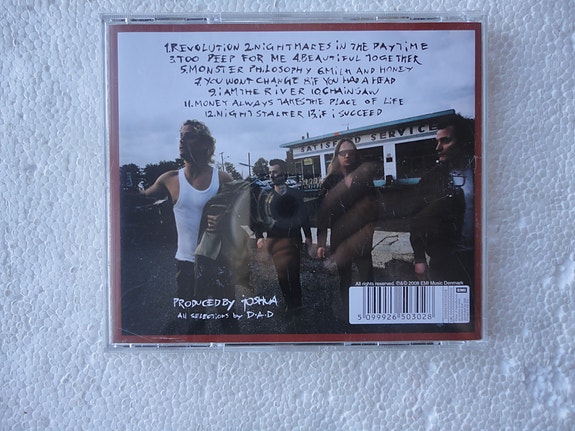 1.REVOLUTION 2.NIGHTMARES IN THE DAYTIME
3.TOO DEEP FOR ME 4.BEAUTIFUL TOGETHER
5.MONSTER PHILOSOPHY 6.MILK AND HONEY
7.YOU WONT CHANGE 8.IF YOU HAD A HEAD
9.I AM THE RIVER 10.CHAINSAW
11.MONEY ALWAYS TAKES THE PLACE OF LIFE
12.NIGHT STALKER 13.IF I SUCCEED
SATISFIED SERVICE
PRODUCED BY JOSHUA
All SELECTIONS by D.A.D
All rights reserved. ℗&© 2008 EMI Music Denmark
EMI
5 099926 503028